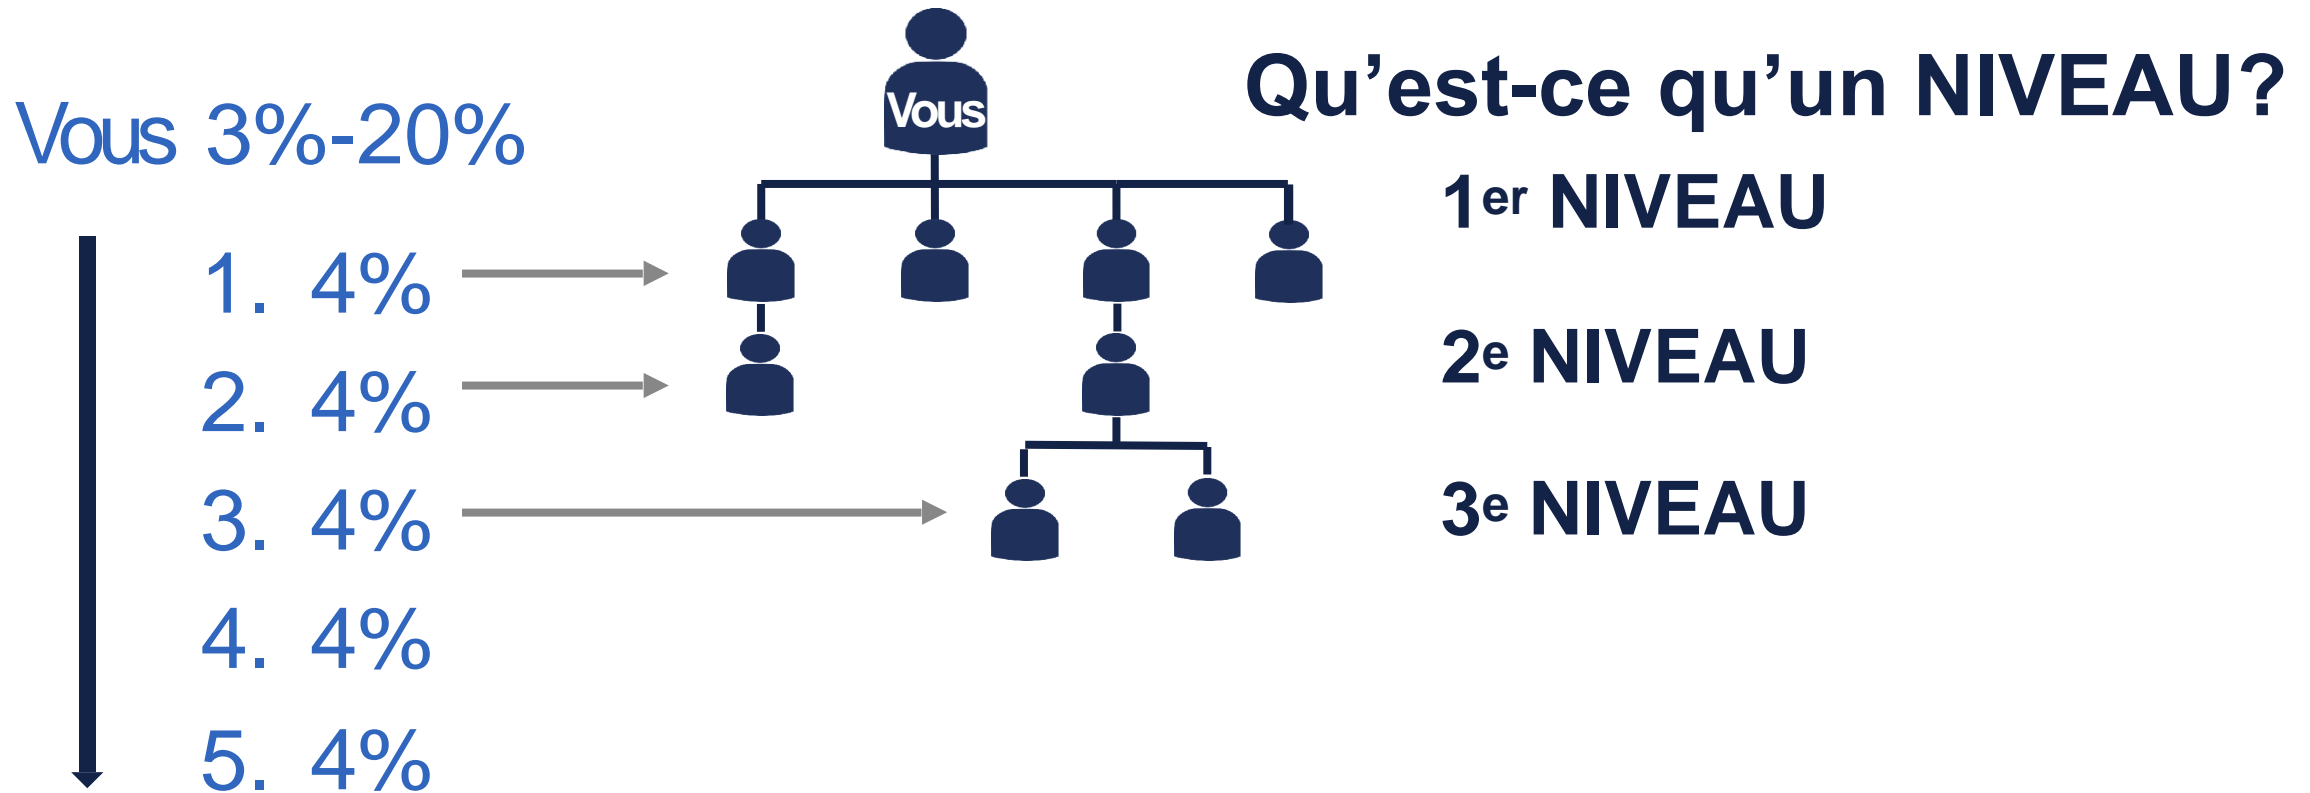 Qu’est-ce qu’un NIVEAU?
Vous 3%-20%
Vous
1. 4%
2. 4%
3. 4%
4. 4%
5. 4%
1er NIVEAU
2e NIVEAU
3e NIVEAU